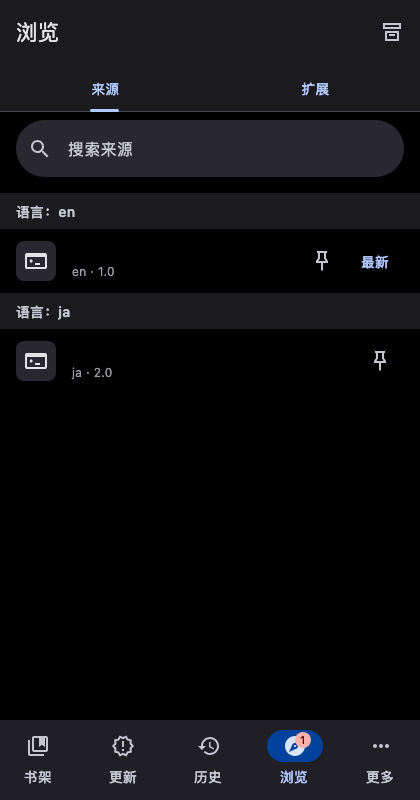 浏览
来源
扩展
搜索来源
语言：en
en · 1.0
最新
语言：ja
ja · 2.0
1
书架
更新
历史
浏览
更多